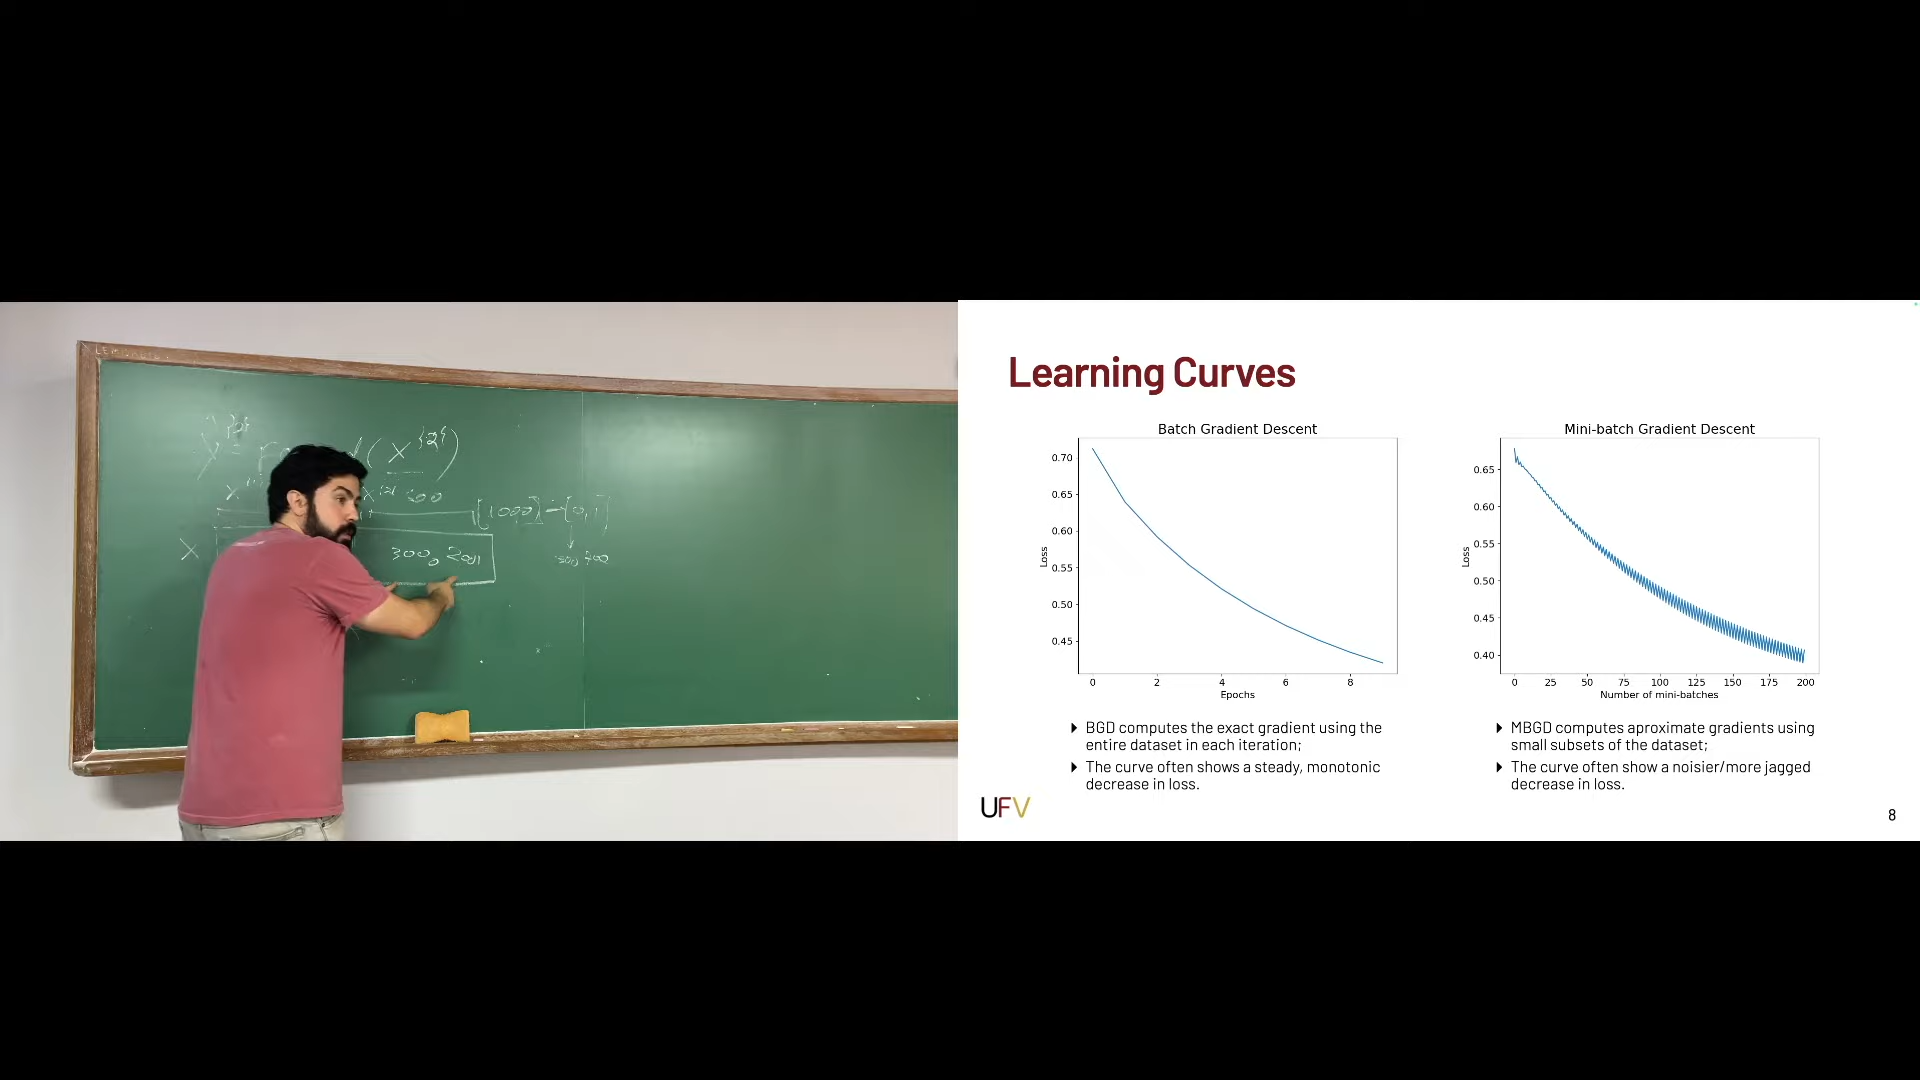 (X{2})
X
[1000] - [0,1]
300
Learning Curves
Batch Gradient Descent
0.70
0.65
0.60
0.55
0.50
0.45
Loss
0 2 4 6 8
Epochs
BGD computes the exact gradient using the
entire dataset in each iteration;
The curve often shows a steady, monotonic
decrease in loss.
Mini-batch Gradient Descent
0.65
0.60
0.55
0.50
0.45
0.40
Loss
0 25 50 75 100 125 150 175 200
Number of mini-batches
MBGD computes aproximate gradients using
small subsets of the dataset;
The curve often show a noisier/more jagged
decrease in loss.
UFV
8